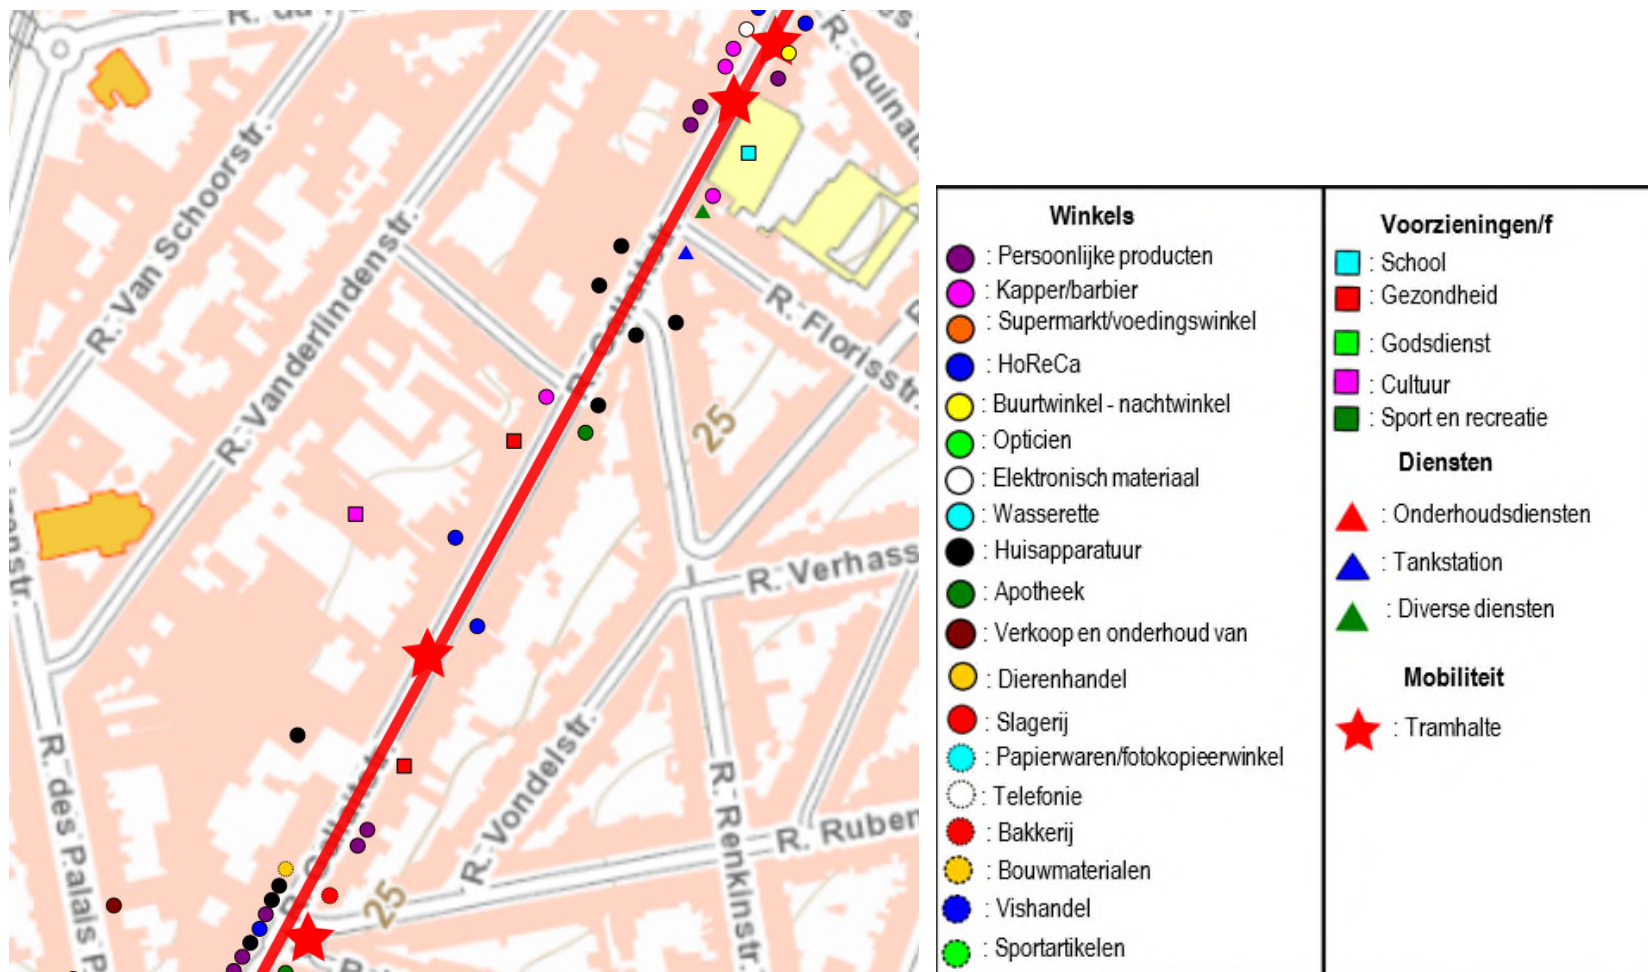 R. Quinau
R. Van Schoorstr.
R. Vanderlindenstr.
R. Florisstr.
25
R. Verhass
R. des Palais P
R. Vondelstr.
R. Renkinstr.
R. Ruben
25
Winkels
: Persoonlijke producten
: Kapper/barbier
: Supermarkt/voedingswinkel
: HoReCa
: Buurtwinkel - nachtwinkel
: Opticien
: Elektronisch materiaal
: Wasserette
: Huisapparatuur
: Apotheek
: Verkoop en onderhoud van
: Dierenhandel
: Slagerij
: Papierwaren/fotokopieerwinkel
: Telefonie
: Bakkerij
: Bouwmaterialen
: Vishandel
: Sportartikelen
Voorzieningen/f
: School
: Gezondheid
: Godsdienst
: Cultuur
: Sport en recreatie
Diensten
: Onderhoudsdiensten
: Tankstation
: Diverse diensten
Mobiliteit
: Tramhalte